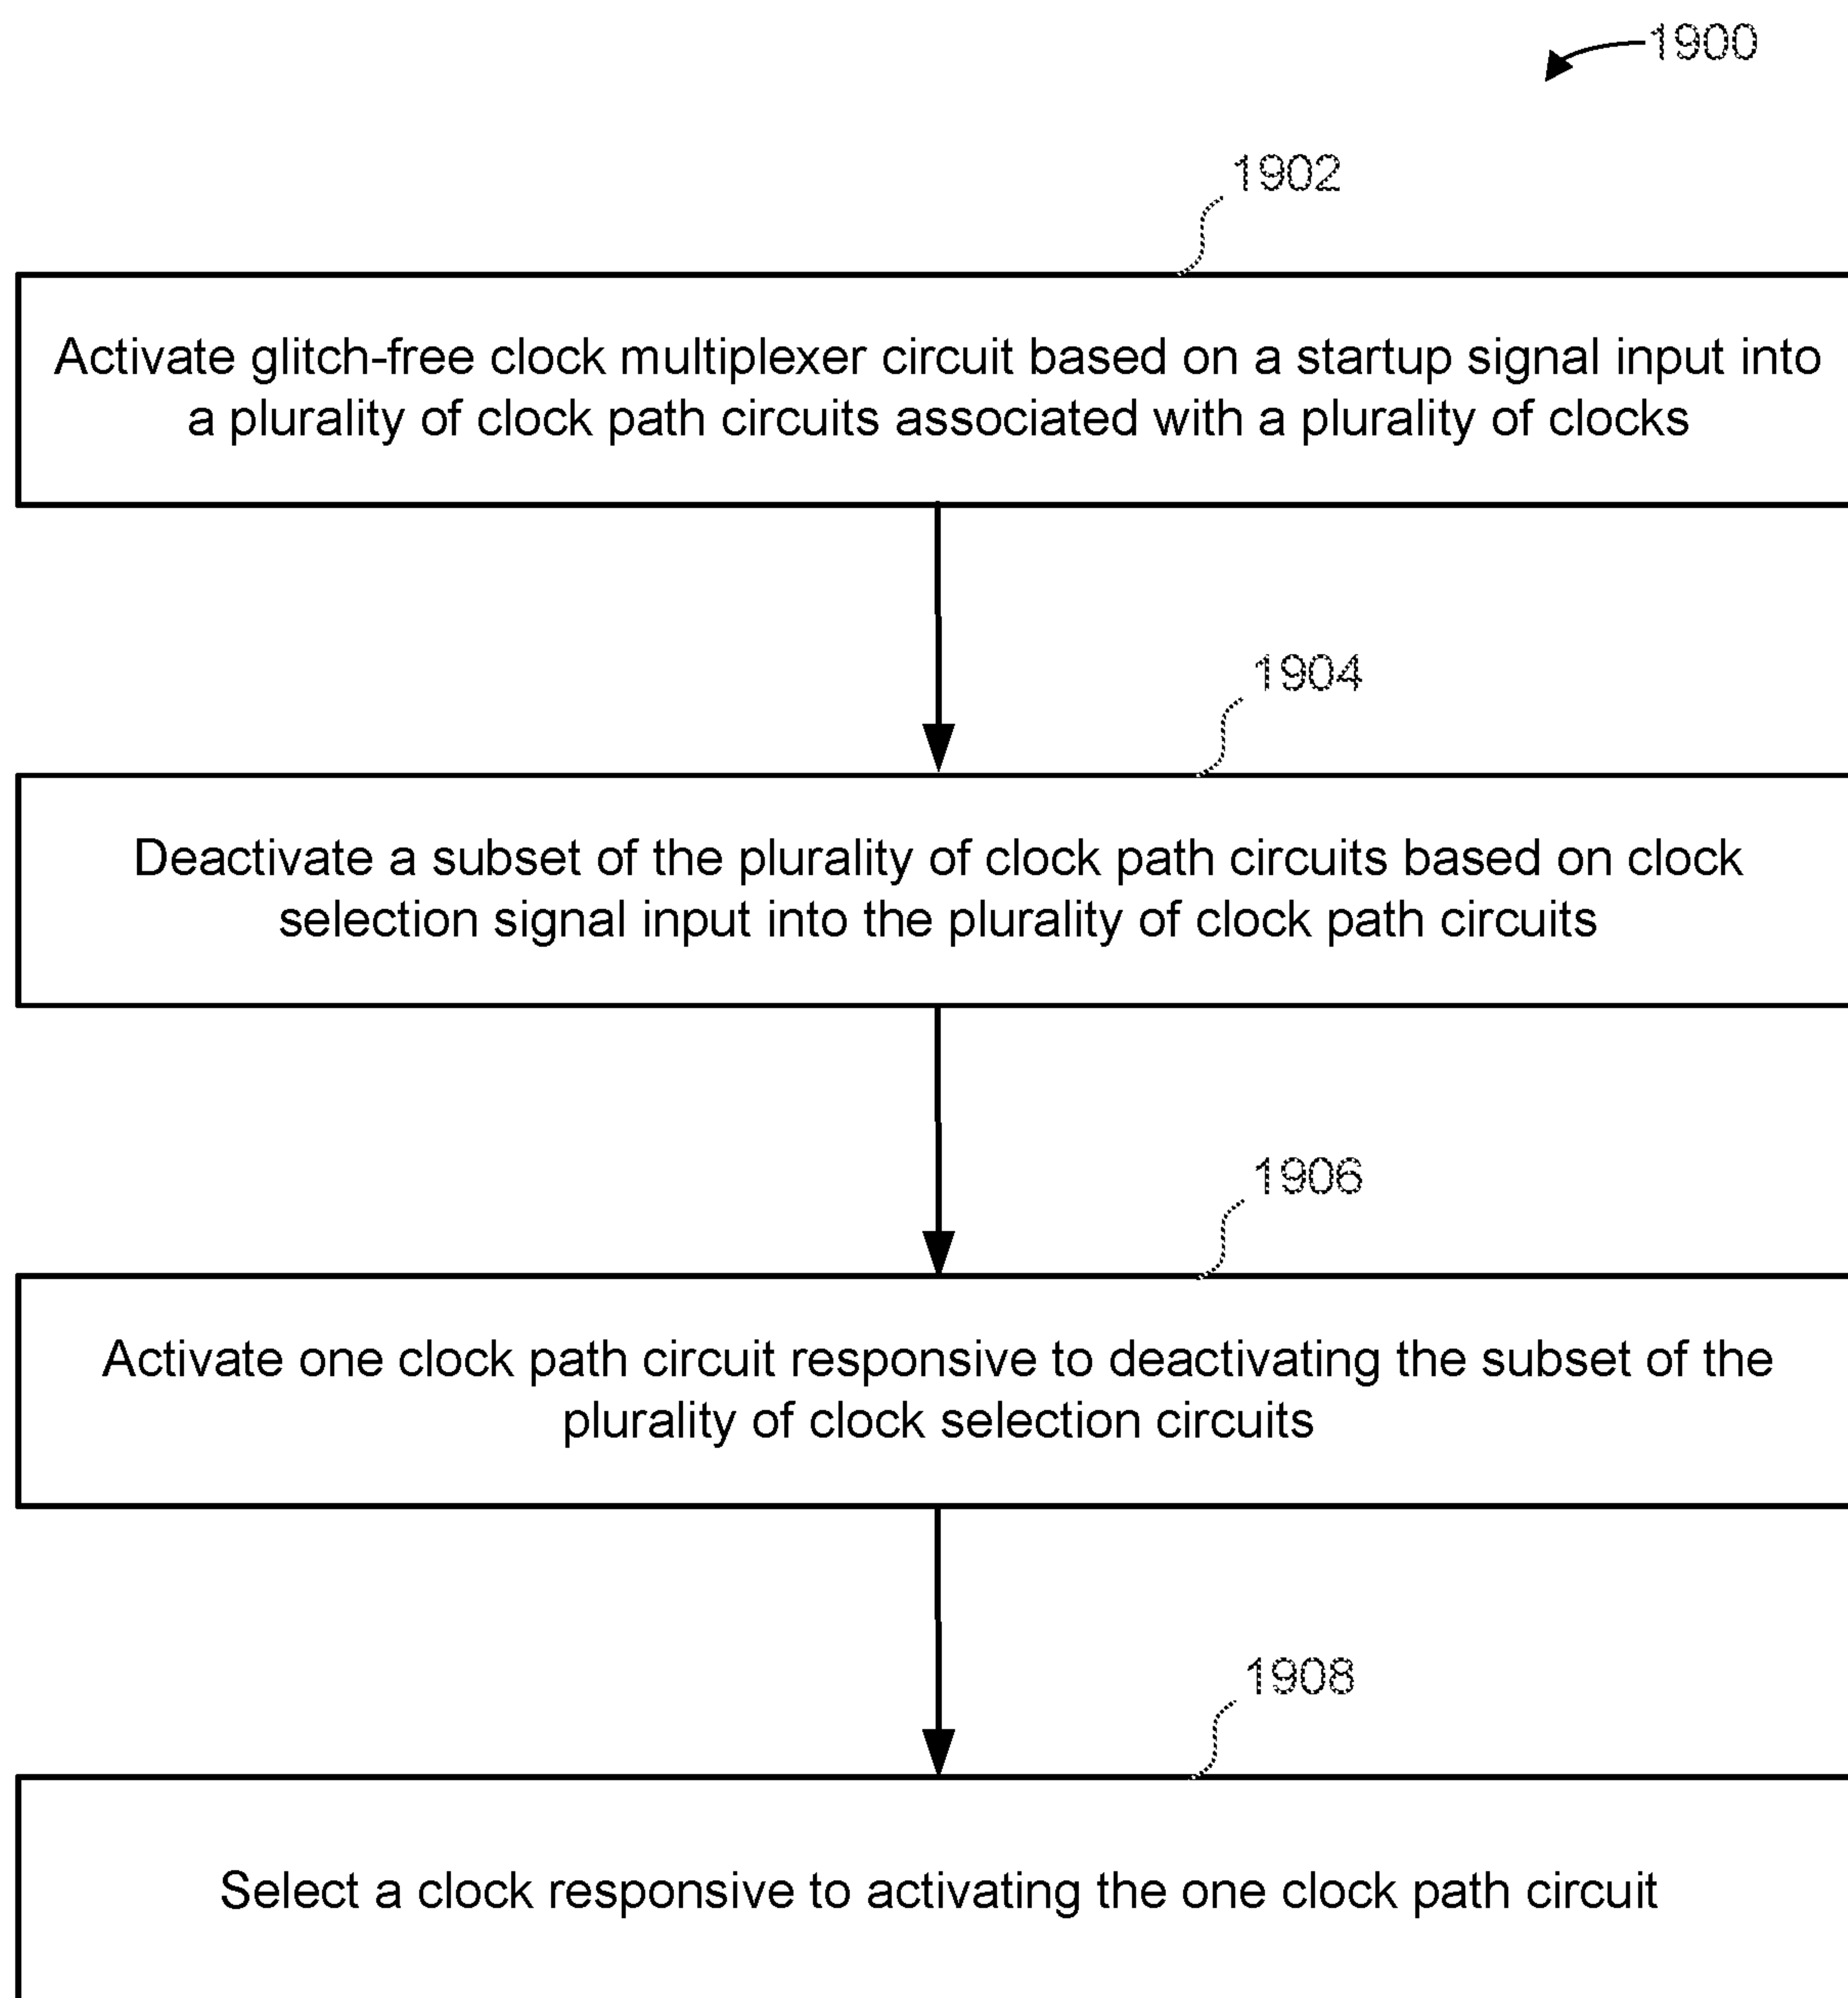 1900
1902
Activate glitch-free clock multiplexer circuit based on a startup signal input into
a plurality of clock path circuits associated with a plurality of clocks
1904
Deactivate a subset of the plurality of clock path circuits based on clock
selection signal input into the plurality of clock path circuits
1906
Activate one clock path circuit responsive to deactivating the subset of the
plurality of clock selection circuits
1908
Select a clock responsive to activating the one clock path circuit